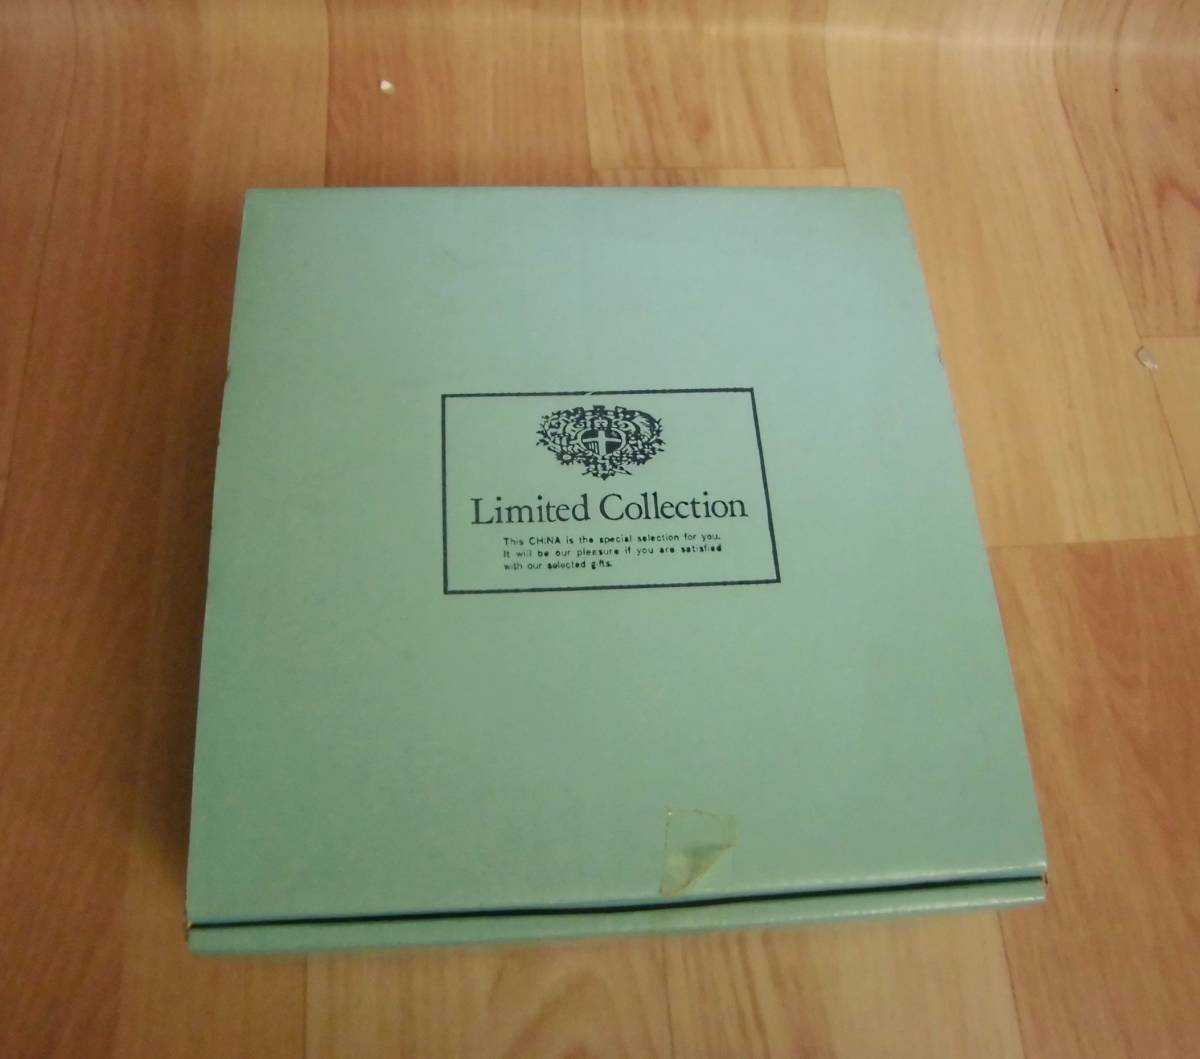 Limited Collection
This CHiNA is the special selection for you.
It will be our pleasure if you are satisfied
with our selected gifts.